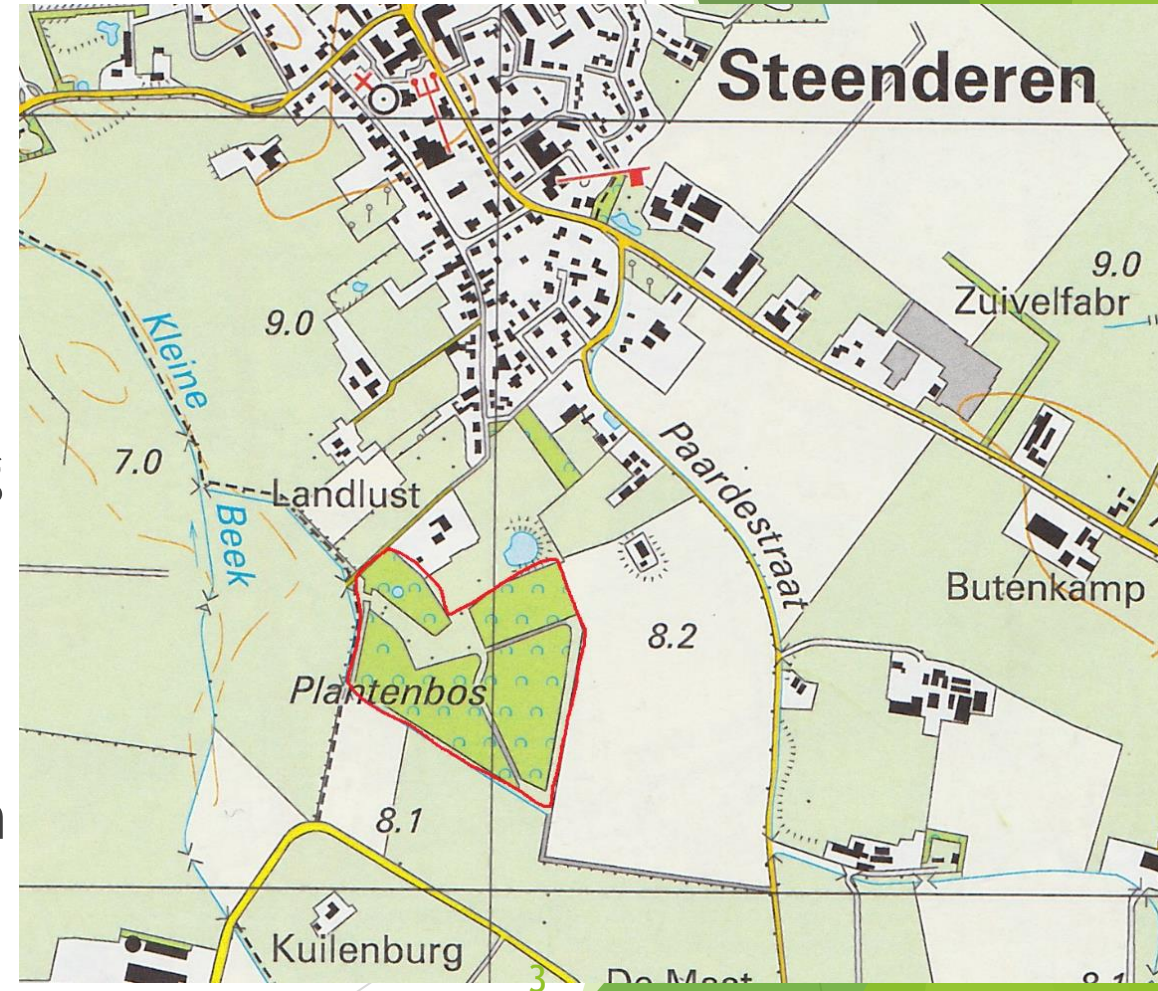 Steenderen
9.0
Zuivelfabr
Kleine
9.0
Paardestraat
7.0
Landlust
Beek
Butenkamp
8.2
Plantenbos
8.1
Kuilenburg
3